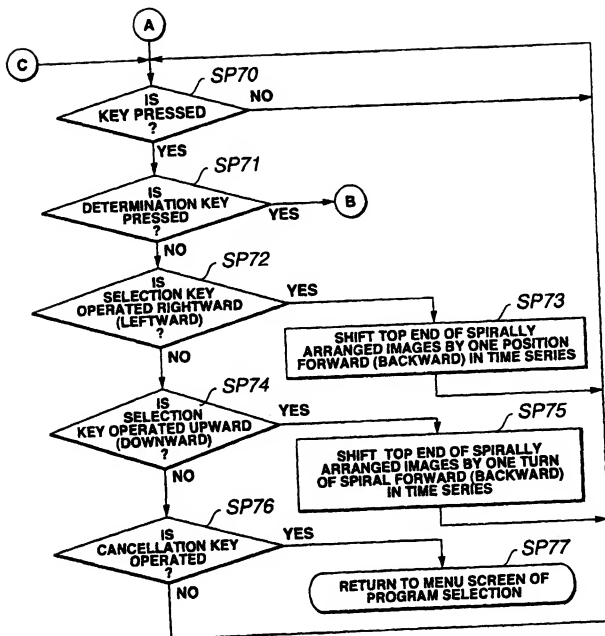 A
C
SP70
IS
KEY PRESSED
?
NO
YES
SP71
IS
DETERMINATION KEY
PRESSED
?
YES
B
NO
SP72
IS
SELECTION KEY
OPERATED RIGHTWARD
(LEFTWARD)
?
YES
SP73
SHIFT TOP END OF SPIRALLY
ARRANGED IMAGES BY ONE POSITION
FORWARD (BACKWARD) IN TIME SERIES
NO
SP74
IS
SELECTION
KEY OPERATED UPWARD
(DOWNWARD)
?
YES
SP75
SHIFT TOP END OF SPIRALLY
ARRANGED IMAGES BY ONE TURN
OF SPIRAL FORWARD (BACKWARD)
IN TIME SERIES
NO
SP76
IS
CANCELLATION KEY
OPERATED
?
YES
SP77
RETURN TO MENU SCREEN OF
PROGRAM SELECTION
NO